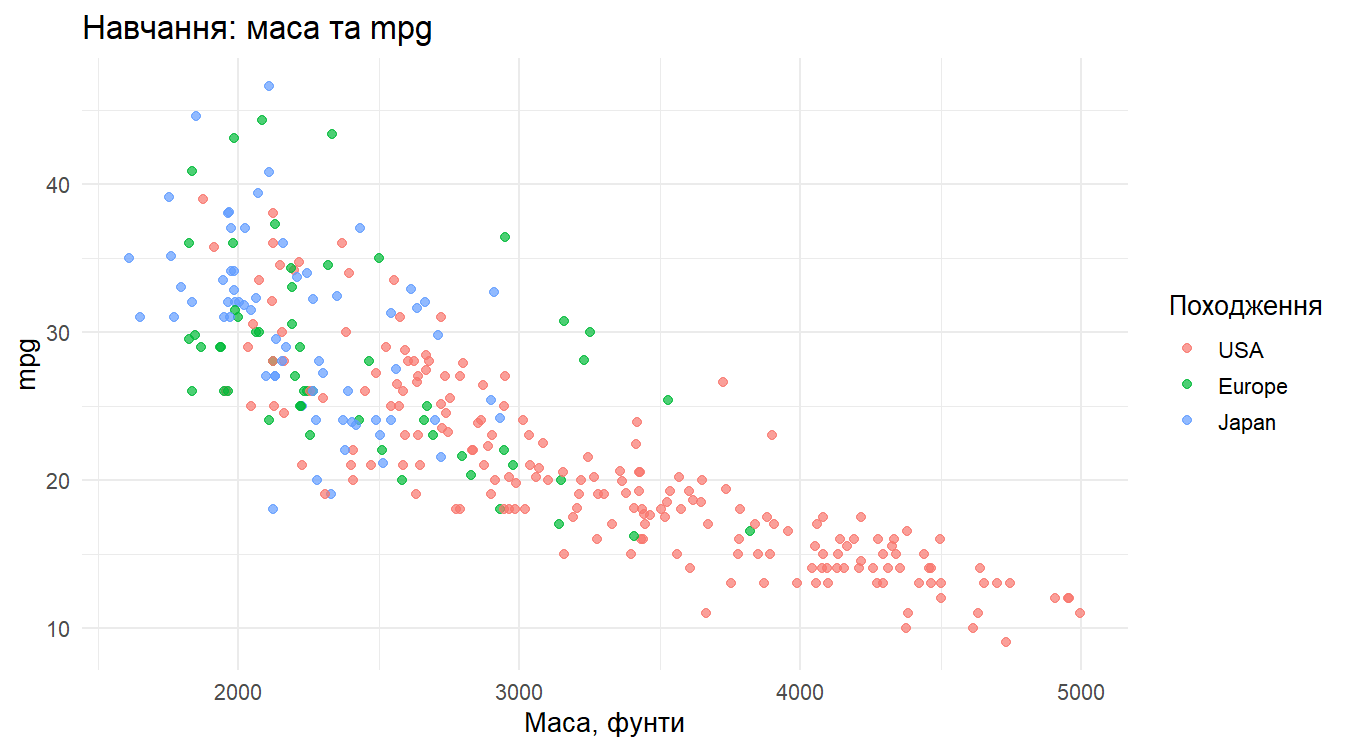 Навчання: маса та mpg
mpg
40
30
20
10
2000
3000
4000
5000
Маса, фунти
Походження
USA
Europe
Japan